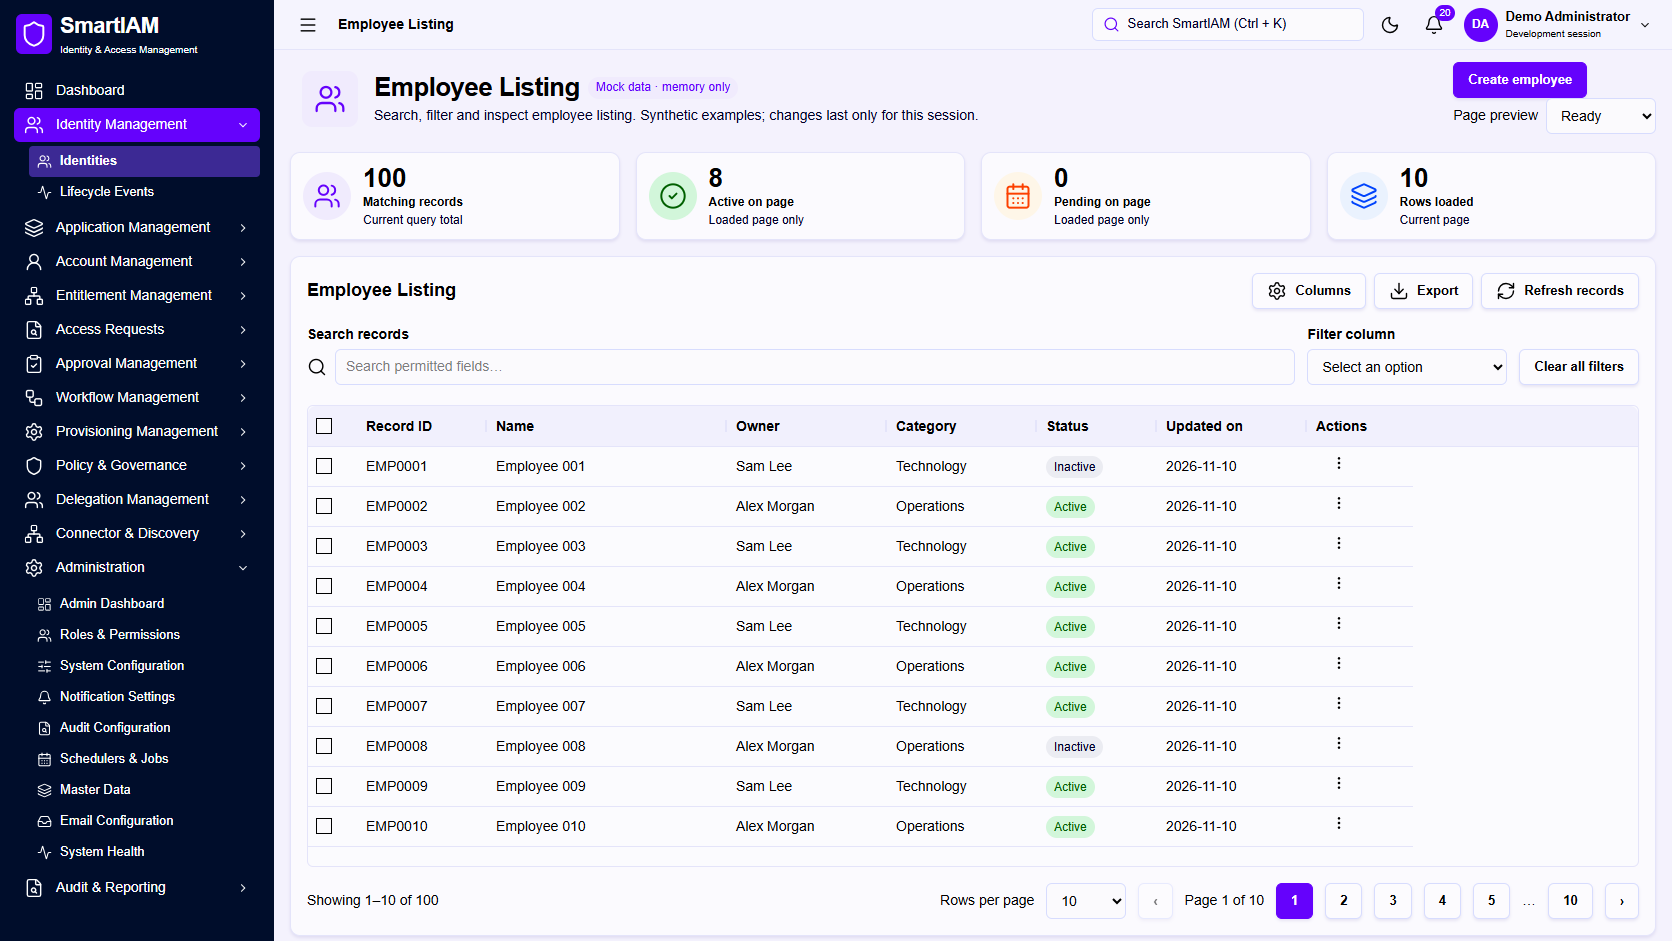 SmartIAM
Identity & Access Management
Dashboard
Identity Management
Identities
Lifecycle Events
Application Management
Account Management
Entitlement Management
Access Requests
Approval Management
Workflow Management
Provisioning Management
Policy & Governance
Delegation Management
Connector & Discovery
Administration
Admin Dashboard
Roles & Permissions
System Configuration
Notification Settings
Audit Configuration
Schedulers & Jobs
Master Data
Email Configuration
System Health
Audit & Reporting
Employee Listing
Search SmartIAM (Ctrl + K)
20
DA
Demo Administrator
Development session
Employee Listing Mock data · memory only
Search, filter and inspect employee listing. Synthetic examples; changes last only for this session.
Create employee
Page preview Ready
100
Matching records
Current query total
8
Active on page
Loaded page only
0
Pending on page
Loaded page only
10
Rows loaded
Current page
Employee Listing
Columns Export Refresh records
Search records
Search permitted fields...
Filter column
Select an option
Clear all filters
Record ID Name Owner Category Status Updated on Actions
EMP0001 Employee 001 Sam Lee Technology Inactive 2026-11-10
EMP0002 Employee 002 Alex Morgan Operations Active 2026-11-10
EMP0003 Employee 003 Sam Lee Technology Active 2026-11-10
EMP0004 Employee 004 Alex Morgan Operations Active 2026-11-10
EMP0005 Employee 005 Sam Lee Technology Active 2026-11-10
EMP0006 Employee 006 Alex Morgan Operations Active 2026-11-10
EMP0007 Employee 007 Sam Lee Technology Active 2026-11-10
EMP0008 Employee 008 Alex Morgan Operations Inactive 2026-11-10
EMP0009 Employee 009 Sam Lee Technology Active 2026-11-10
EMP0010 Employee 010 Alex Morgan Operations Active 2026-11-10
Showing 1–10 of 100
Rows per page 10 ‹ Page 1 of 10 1 2 3 4 5 ... 10 ›